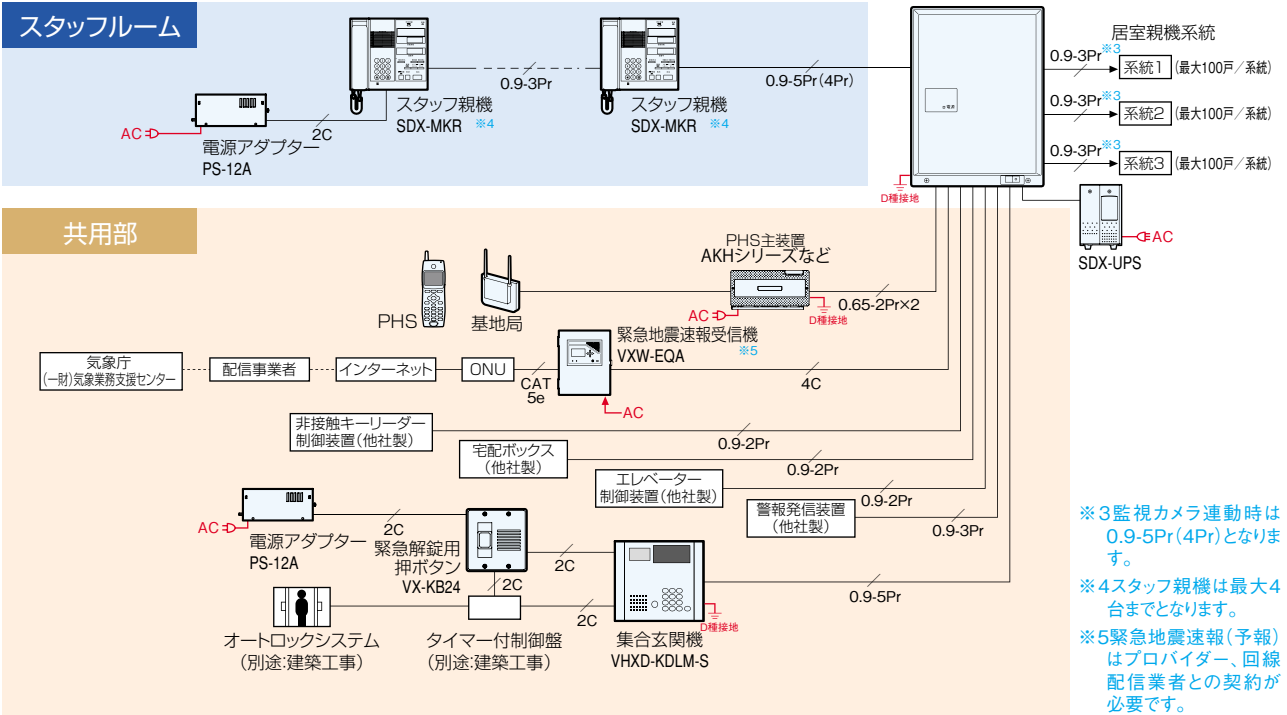 スタッフルーム
0.9-3Pr
0.9-5Pr(4Pr)
スタッフ親機
SDX-MKR ※4
スタッフ親機
SDX-MKR ※4
AC
2C
電源アダプター
PS-12A
居室親機系統
0.9-3Pr※3
系統1 (最大100戸/系統)
0.9-3Pr※3
系統2 (最大100戸/系統)
0.9-3Pr※3
系統3 (最大100戸/系統)
電源
D種接地
AC
SDX-UPS
共用部
PHS
基地局
PHS主装置
AKHシリーズなど
AC
D種接地
0.65-2Pr×2
緊急地震速報受信機
VXW-EQA ※5
気象庁
(一財)気象業務支援センター
配信事業者
インターネット
ONU
CAT
5e
AC
4C
非接触キーリーダー
制御装置(他社製)
0.9-2Pr
宅配ボックス
(他社製)
0.9-2Pr
エレベーター
制御装置(他社製)
0.9-2Pr
警報発信装置
(他社製)
0.9-3Pr
AC
電源アダプター
PS-12A
2C
緊急解錠用
押ボタン
VX-KB24
2C
2C
2C
0.9-5Pr
D種接地
オートロックシステム
(別途:建築工事)
タイマー付制御盤
(別途:建築工事)
集合玄関機
VHXD-KDLM-S
※3監視カメラ連動時は
0.9-5Pr(4Pr)となりま
す。
※4スタッフ親機は最大4
台までとなります。
※5緊急地震速報(予報)
はプロバイダー、回線
配信業者との契約が
必要です。